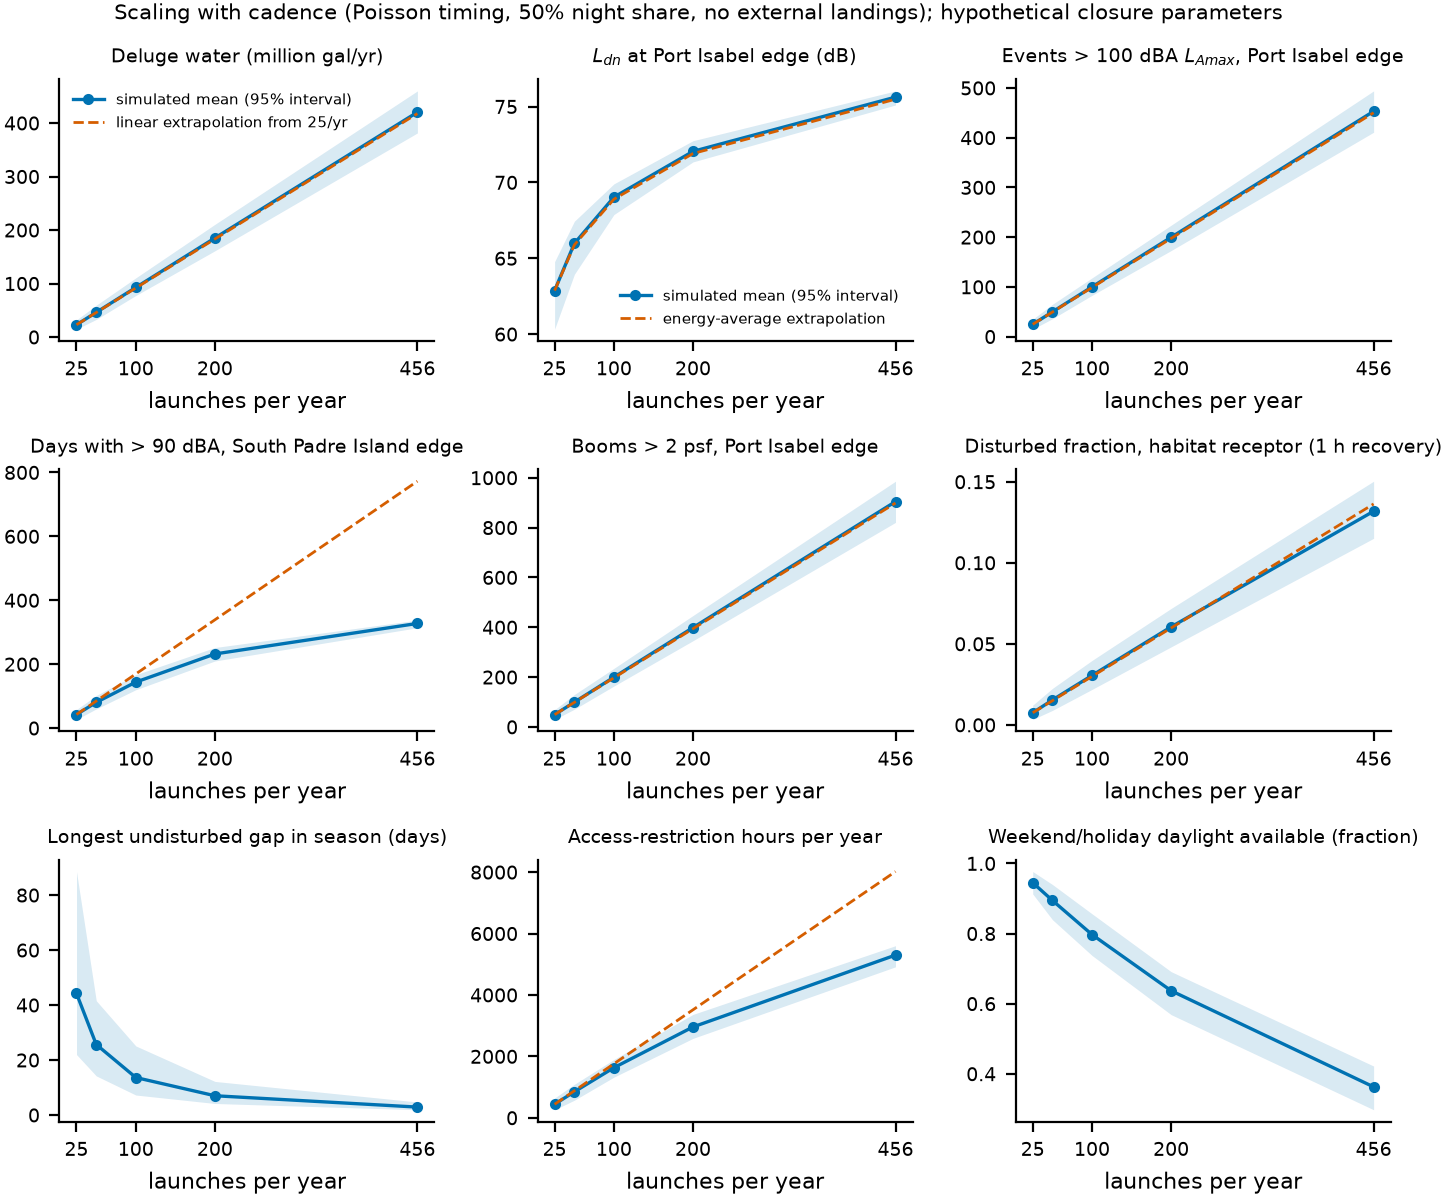 Scaling with cadence (Poisson timing, 50% night share, no external landings); hypothetical closure parameters
Deluge water (million gal/yr)
simulated mean (95% interval)
linear extrapolation from 25/yr
400
300
200
100
0
25 100 200 456
launches per year
L_dn at Port Isabel edge (dB)
75
70
65
60
simulated mean (95% interval)
energy-average extrapolation
25 100 200 456
launches per year
Events > 100 dBA L_Amax, Port Isabel edge
500
400
300
200
100
0
25 100 200 456
launches per year
Days with > 90 dBA, South Padre Island edge
800
600
400
200
0
25 100 200 456
launches per year
Booms > 2 psf, Port Isabel edge
1000
800
600
400
200
0
25 100 200 456
launches per year
Disturbed fraction, habitat receptor (1 h recovery)
0.15
0.10
0.05
0.00
25 100 200 456
launches per year
Longest undisturbed gap in season (days)
80
60
40
20
0
25 100 200 456
launches per year
Access-restriction hours per year
8000
6000
4000
2000
0
25 100 200 456
launches per year
Weekend/holiday daylight available (fraction)
1.0
0.8
0.6
0.4
25 100 200 456
launches per year